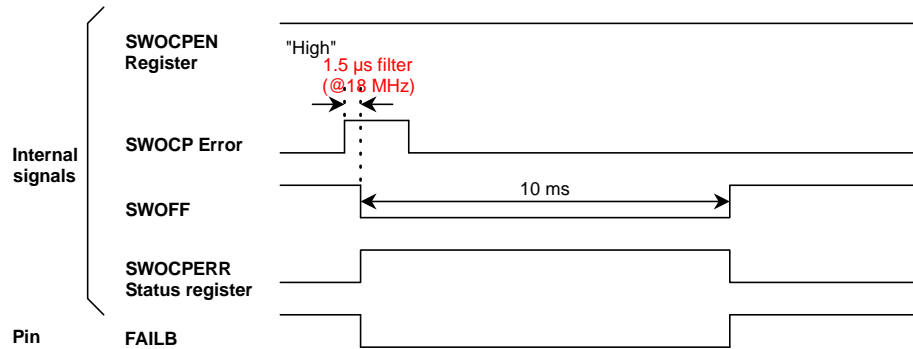 SWOCPEN
Register
"High"
1.5 µs filter
(@18 MHz)
Internal
signals
SWOCP Error
SWOFF
10 ms
SWOCPERR
Status register
Pin
FAILB